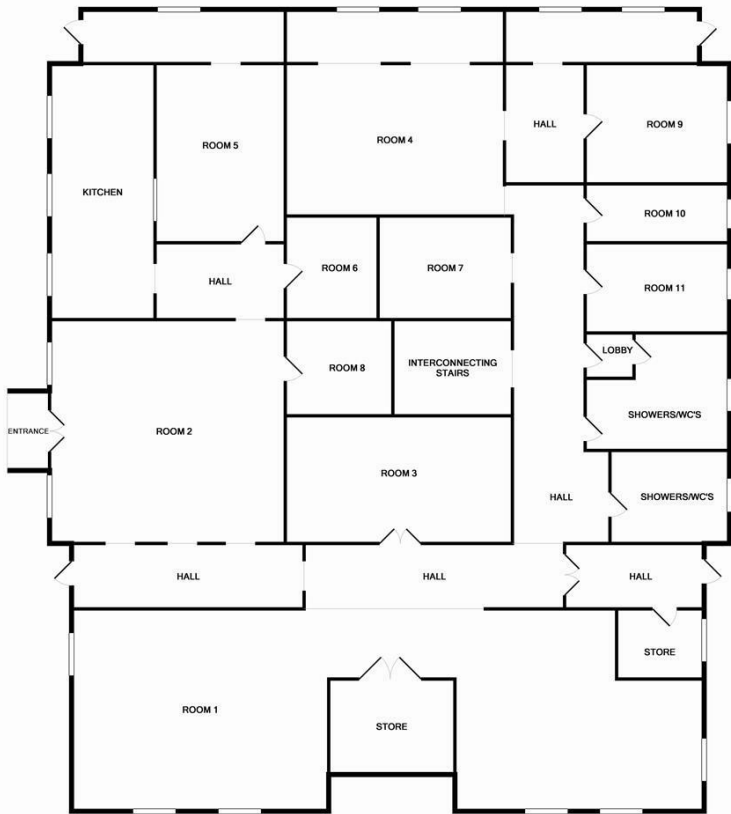 HALL
ROOM 9
ROOM 4
ROOM 5
KITCHEN
ROOM 10
ROOM 6
ROOM 7
HALL
ROOM 11
LOBBY
ROOM 8
INTERCONNECTING
STAIRS
SHOWERS/WC'S
ENTRANCE
ROOM 2
ROOM 3
SHOWERS/WC'S
HALL
HALL
HALL
HALL
STORE
ROOM 1
STORE